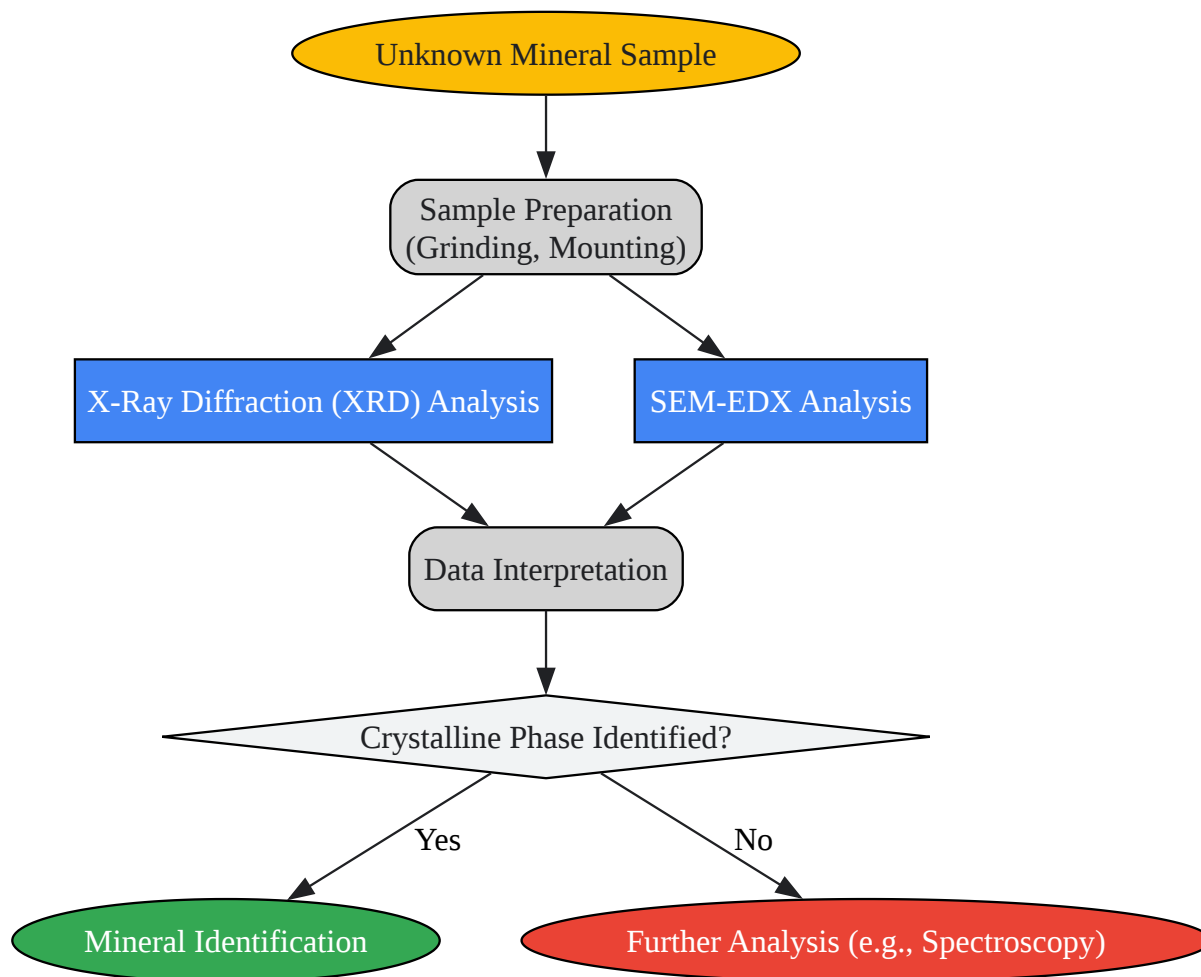 Unknown Mineral Sample
Sample Preparation
(Grinding, Mounting)
X-Ray Diffraction (XRD) Analysis
SEM-EDX Analysis
Data Interpretation
Crystalline Phase Identified?
Yes
No
Mineral Identification
Further Analysis (e.g., Spectroscopy)